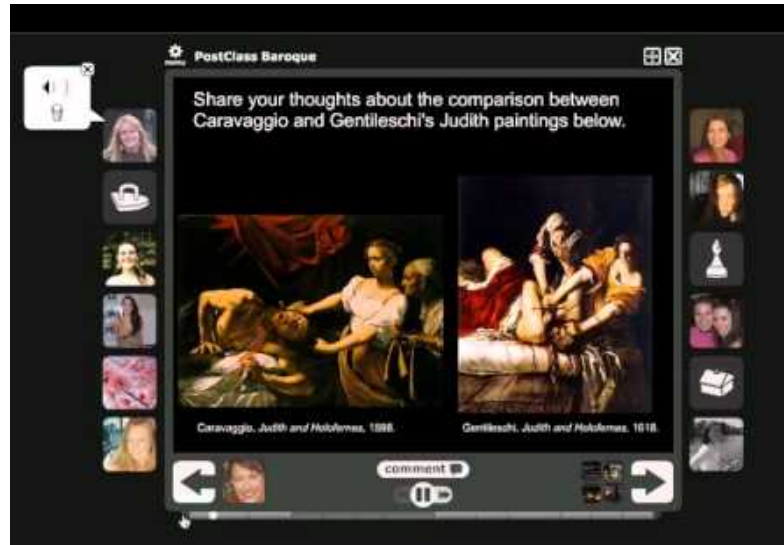 menu
PostClass Baroque
Share your thoughts about the comparison between
Caravaggio and Gentileschi's Judith paintings below.
Caravaggio, Judith and Holofernes, 1598.
Gentileschi, Judith and Holofernes, 1618.
comment